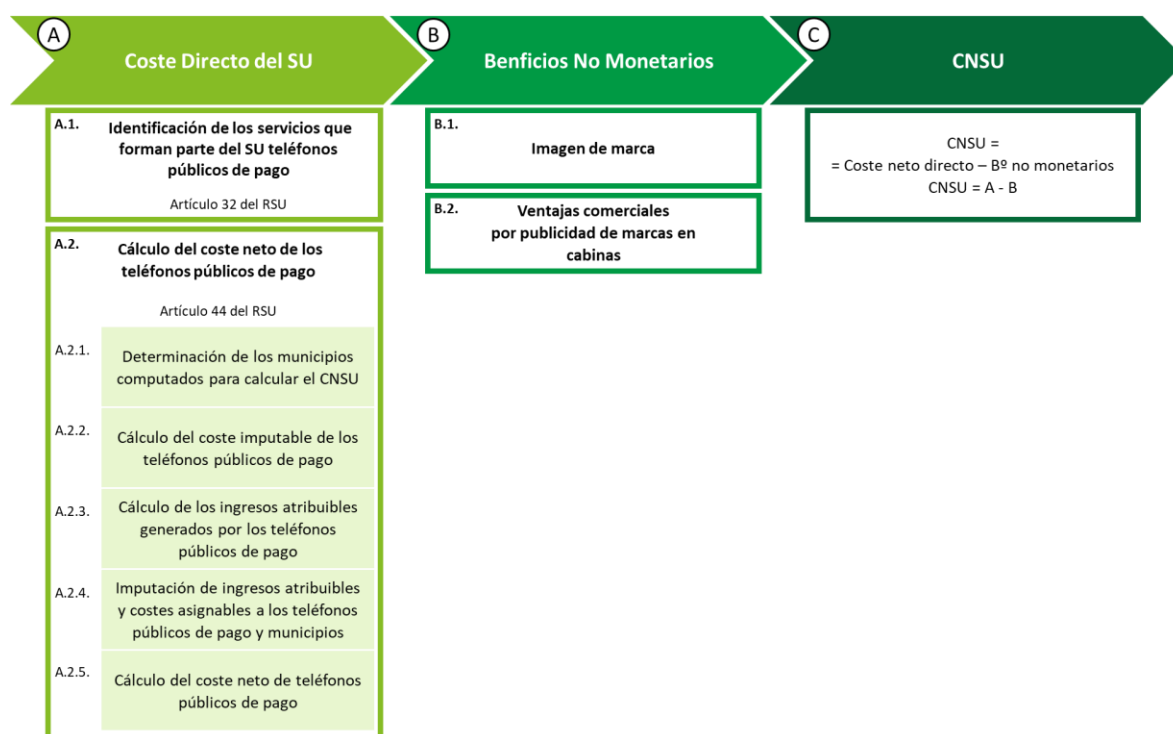 A
Coste Directo del SU
B
Benficios No Monetarios
C
CNSU
A.1.
Identificación de los servicios que
forman parte del SU teléfonos
públicos de pago
Artículo 32 del RSU
A.2.
Cálculo del coste neto de los
teléfonos públicos de pago
Artículo 44 del RSU
A.2.1.
Determinación de los municipios
computados para calcular el CNSU
A.2.2.
Cálculo del coste imputable de los
teléfonos públicos de pago
A.2.3.
Cálculo de los ingresos atribuibles
generados por los teléfonos
públicos de pago
A.2.4.
Imputación de ingresos atribuibles
y costes asignables a los teléfonos
públicos de pago y municipios
A.2.5.
Cálculo del coste neto de teléfonos
públicos de pago
B.1.
Imagen de marca
B.2.
Ventajas comerciales
por publicidad de marcas en
cabinas
CNSU =
= Coste neto directo – Bº no monetarios
CNSU = A - B